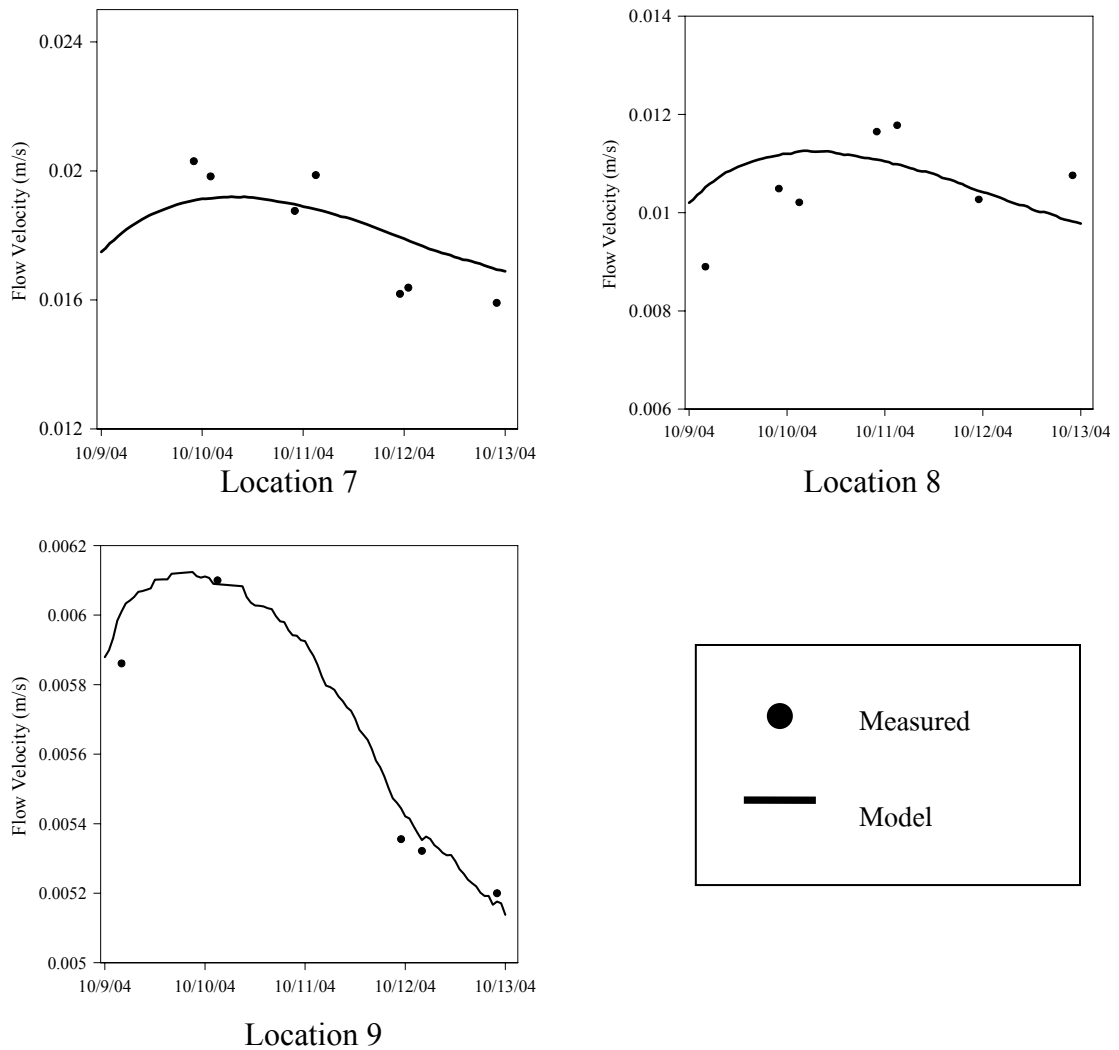 Flow Velocity (m/s)
0.024
0.02
0.016
0.012
10/9/04 10/10/04 10/11/04 10/12/04 10/13/04
Location 7
Flow Velocity (m/s)
0.014
0.012
0.01
0.008
0.006
10/9/04 10/10/04 10/11/04 10/12/04 10/13/04
Location 8
Flow Velocity (m/s)
0.0062
0.006
0.0058
0.0056
0.0054
0.0052
0.005
10/9/04 10/10/04 10/11/04 10/12/04 10/13/04
Location 9
Measured
Model